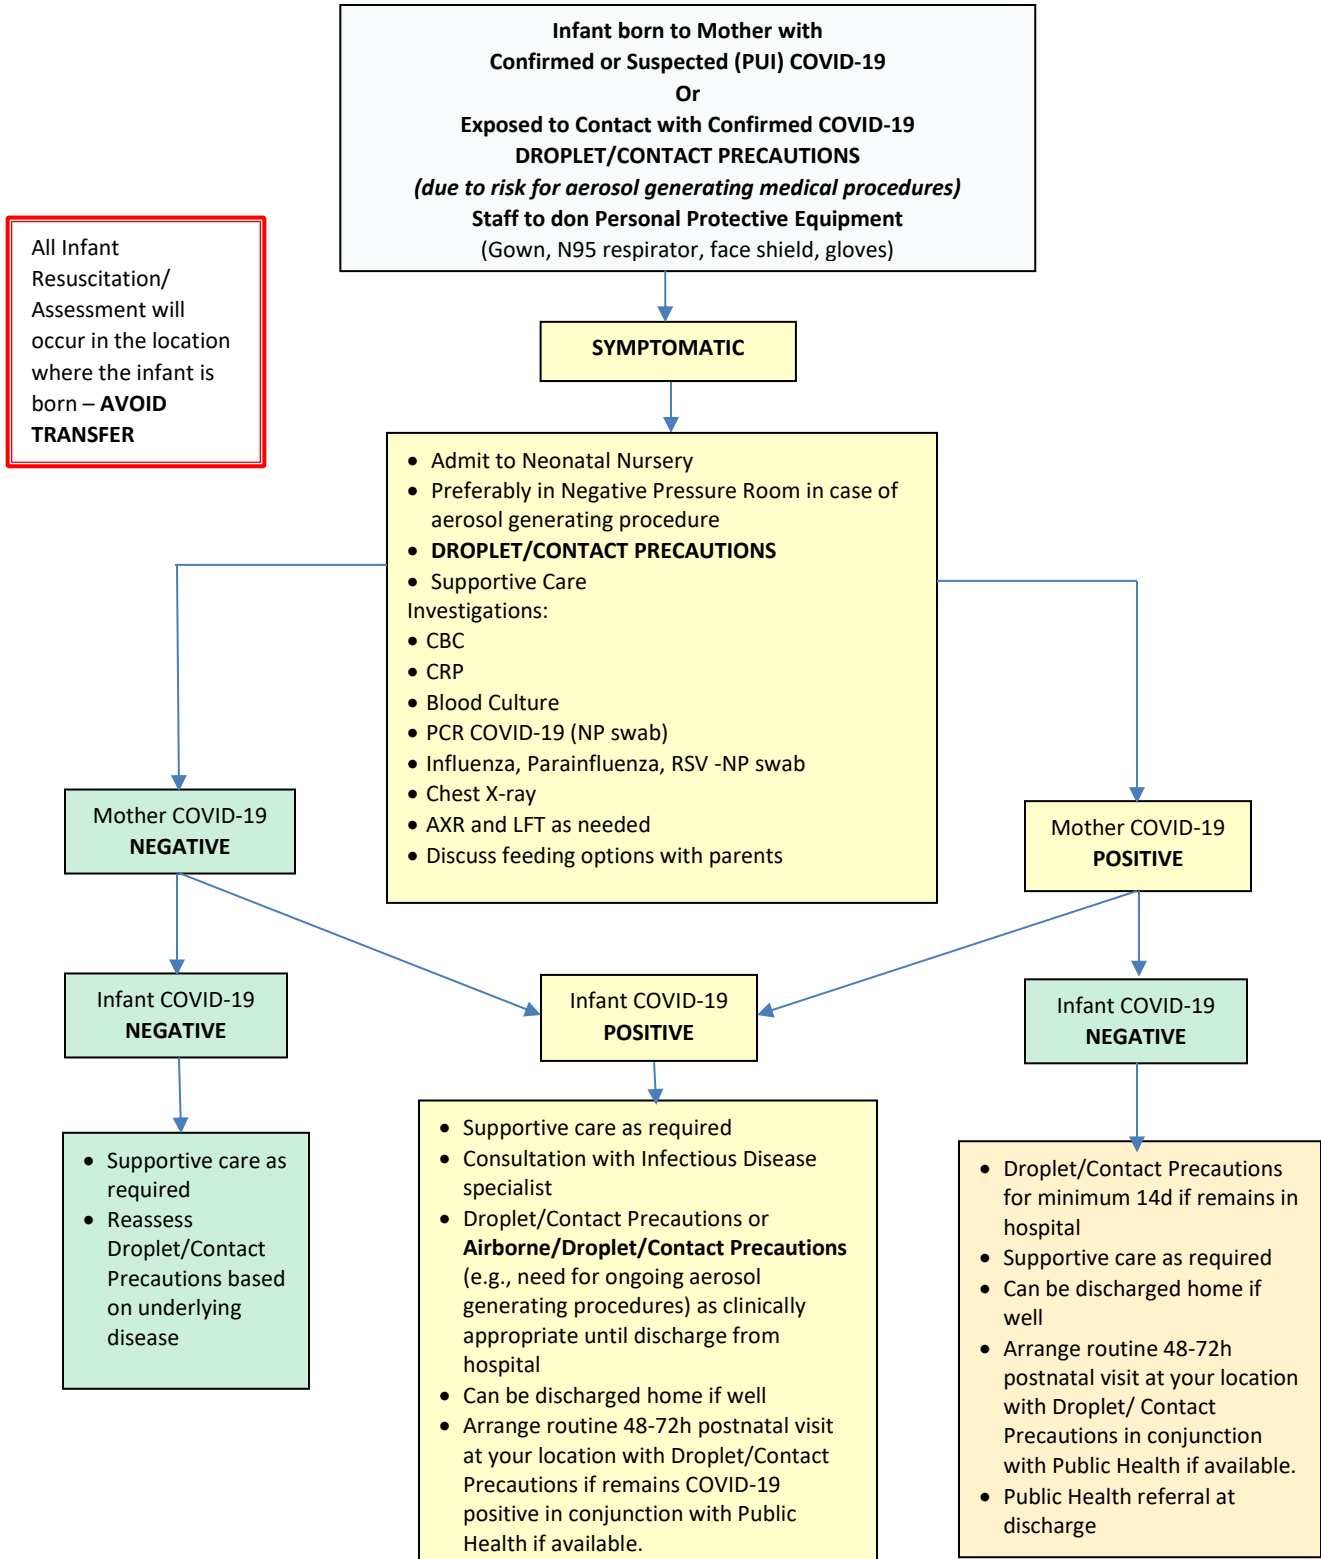 Infant born to Mother with
Confirmed or Suspected (PUI) COVID-19
Or
Exposed to Contact with Confirmed COVID-19
DROPLET/CONTACT PRECAUTIONS
(due to risk for aerosol generating medical procedures)
Staff to don Personal Protective Equipment
(Gown, N95 respirator, face shield, gloves)
All Infant
Resuscitation/
Assessment will
occur in the location
where the infant is
born – AVOID
TRANSFER
SYMPTOMATIC
• Admit to Neonatal Nursery
• Preferably in Negative Pressure Room in case of
aerosol generating procedure
• DROPLET/CONTACT PRECAUTIONS
• Supportive Care
Investigations:
• CBC
• CRP
• Blood Culture
• PCR COVID-19 (NP swab)
• Influenza, Parainfluenza, RSV -NP swab
• Chest X-ray
• AXR and LFT as needed
• Discuss feeding options with parents
Mother COVID-19
NEGATIVE
Mother COVID-19
POSITIVE
Infant COVID-19
NEGATIVE
Infant COVID-19
POSITIVE
Infant COVID-19
NEGATIVE
• Supportive care as
required
• Reassess
Droplet/Contact
Precautions based
on underlying
disease
• Supportive care as required
• Consultation with Infectious Disease
specialist
• Droplet/Contact Precautions or
Airborne/Droplet/Contact Precautions
(e.g., need for ongoing aerosol
generating procedures) as clinically
appropriate until discharge from
hospital
• Can be discharged home if well
• Arrange routine 48-72h postnatal visit
at your location with Droplet/Contact
Precautions if remains COVID-19
positive in conjunction with Public
Health if available.
• Droplet/Contact Precautions
for minimum 14d if remains in
hospital
• Supportive care as required
• Can be discharged home if
well
• Arrange routine 48-72h
postnatal visit at your location
with Droplet/ Contact
Precautions in conjunction
with Public Health if available.
• Public Health referral at
discharge